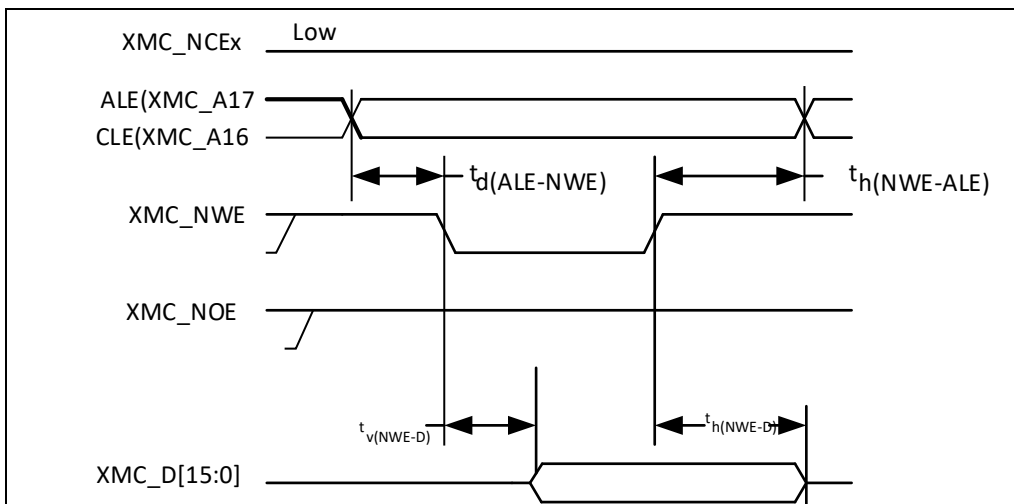 XMC_NCEx
Low
ALE(XMC_A17
CLE(XMC_A16
td(ALE-NWE)
th(NWE-ALE)
XMC_NWE
XMC_NOE
tv(NWE-D)
th(NWE-D)
XMC_D[15:0]